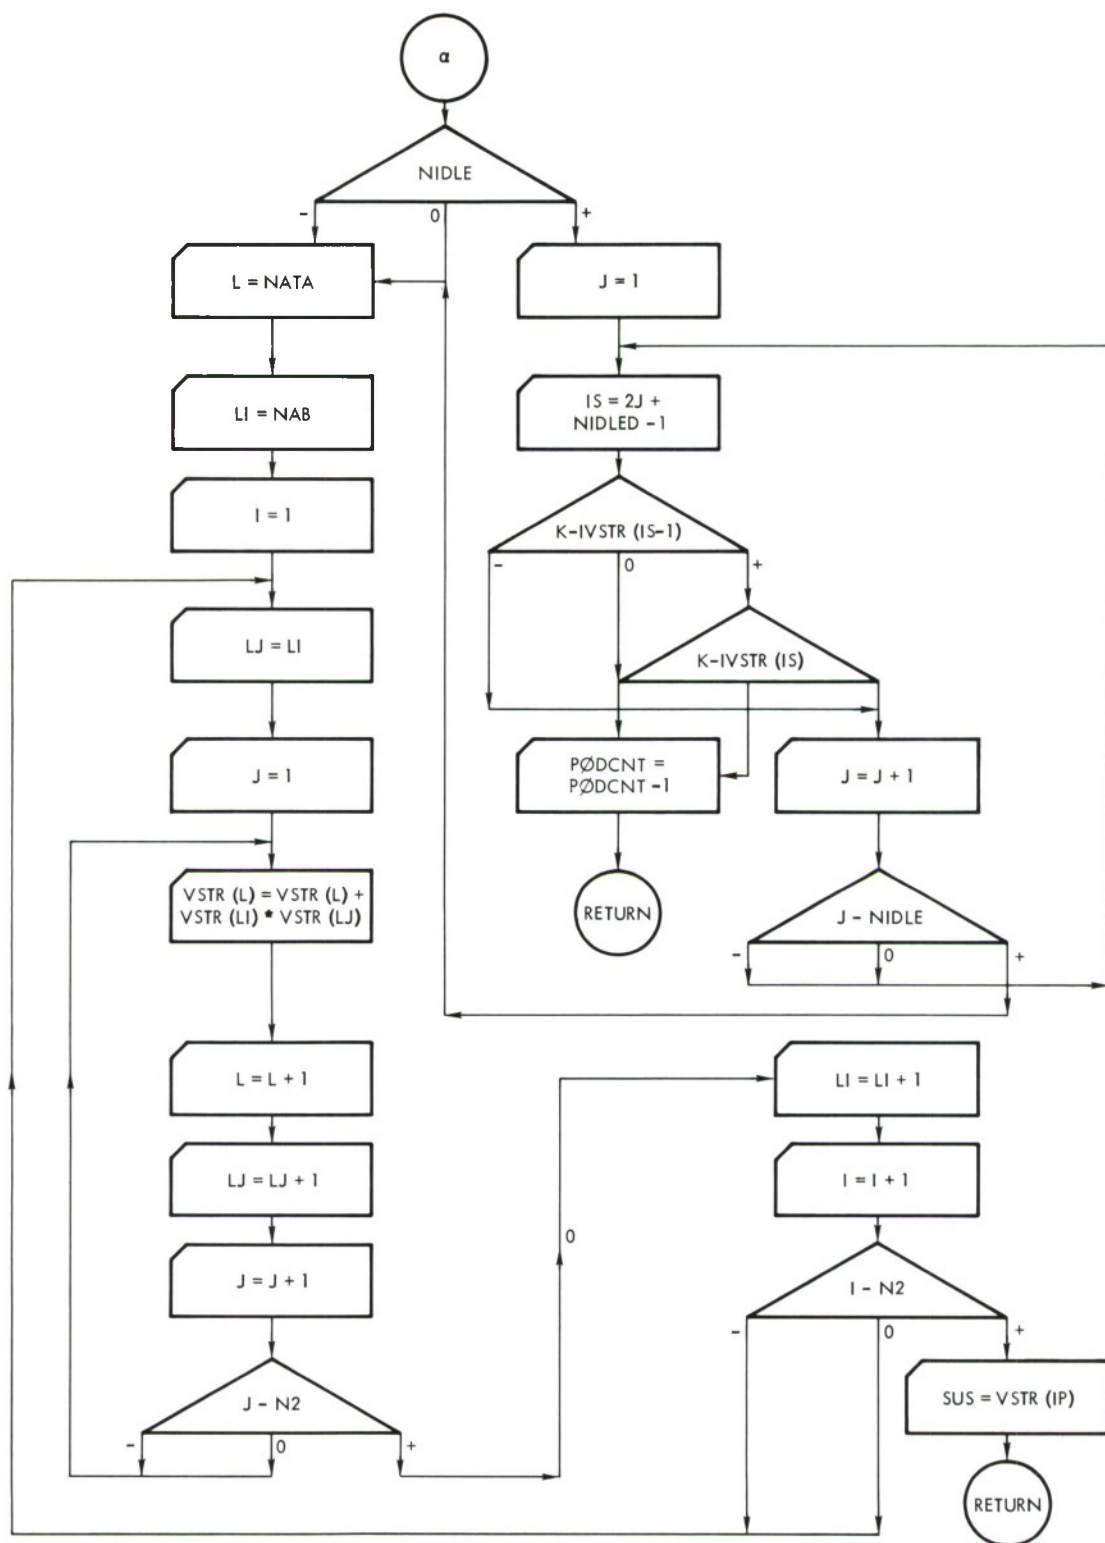 α
NIDLE
-
0
+
L = NATA
J = 1
LI = NAB
IS = 2J +
NIDLED -1
I = 1
K-IVSTR (IS-1)
-
0
+
LJ = LI
K-IVSTR (IS)
J = 1
PØDCNT =
PØDCNT -1
J = J + 1
VSTR (L) = VSTR (L) +
VSTR (LI) * VSTR (LJ)
RETURN
J - NIDLE
-
0
+
L = L + 1
LI = LI + 1
LJ = LJ + 1
I = I + 1
0
J = J + 1
I - N2
-
0
+
J - N2
-
0
+
SUS = VSTR (IP)
RETURN